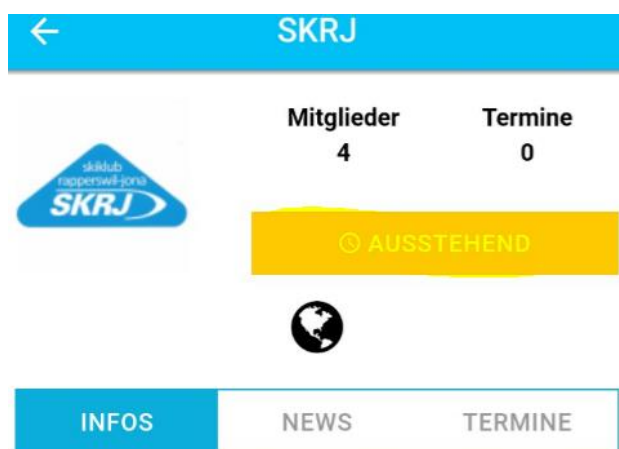 SKRJ
Mitglieder
4
Termine
0
skiklub
rapperswil-jona
SKRJ
AUSSTEHEND
INFOS
NEWS
TERMINE